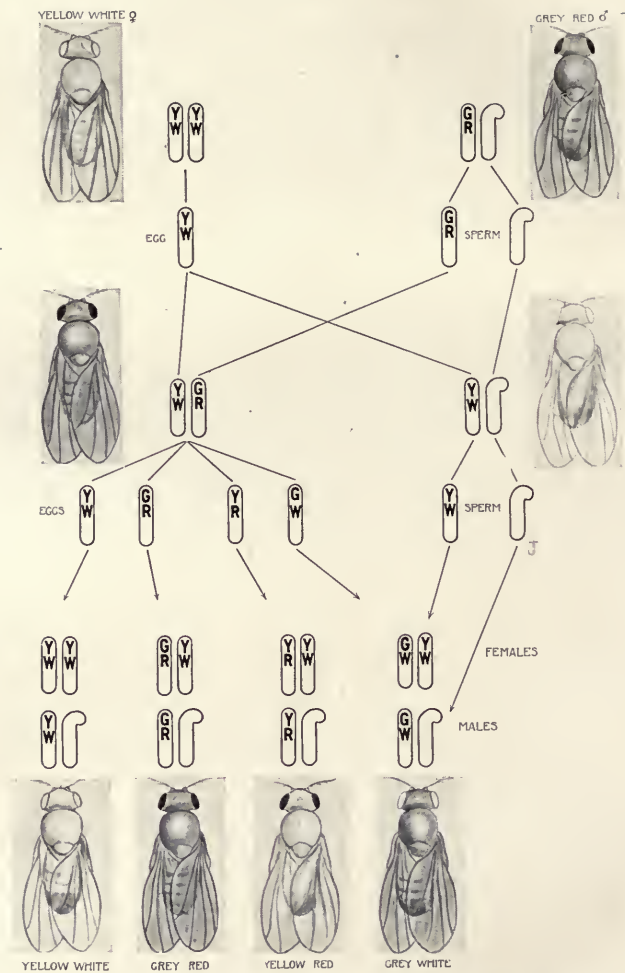 YELLOW WHITE ♀
GREY RED ♂
Y Y G
W W R
EGG Y W G R SPERM
Y G Y
W R W
EGGS Y G Y G Y SPERM
W R R W W
J
Y Y G Y Y Y G Y FEMALES
W W R W R W W W
Y G Y G MALES
W R R W
YELLOW WHITE GREY RED YELLOW RED GREY WHITE